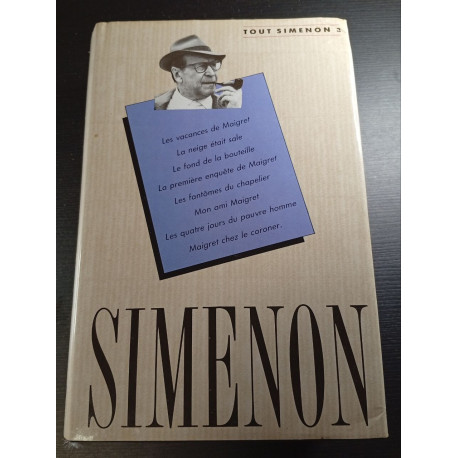 TOUT SIMENON 3
Les vacances de Maigret
La neige était sale
Le fond de la bouteille
La première enquête de Maigret
Les fantômes du chapelier
Mon ami Maigret
Les quatre jours du pauvre homme
Maigret chez le coroner.
SIMENON